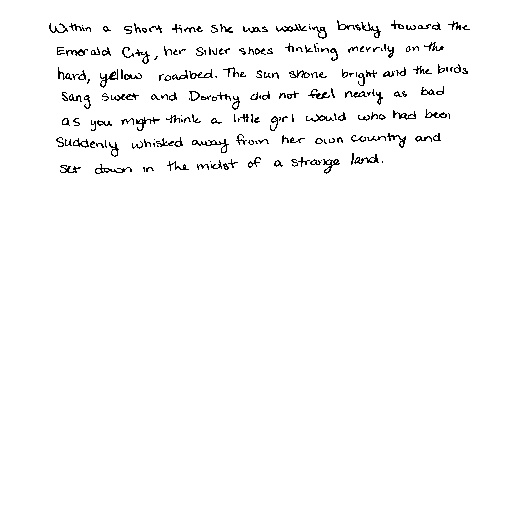 Within a short time she was walking briskly toward the
Emerald City, her Silver shoes tinkling merrily on the
hard, yellow roadbed. The sun shone bright and the birds
Sang sweet and Dorothy did not feel nearly as bad
as you might think a little girl would who had been
Suddenly whisked away from her own country and
set down in the midst of a strange land.